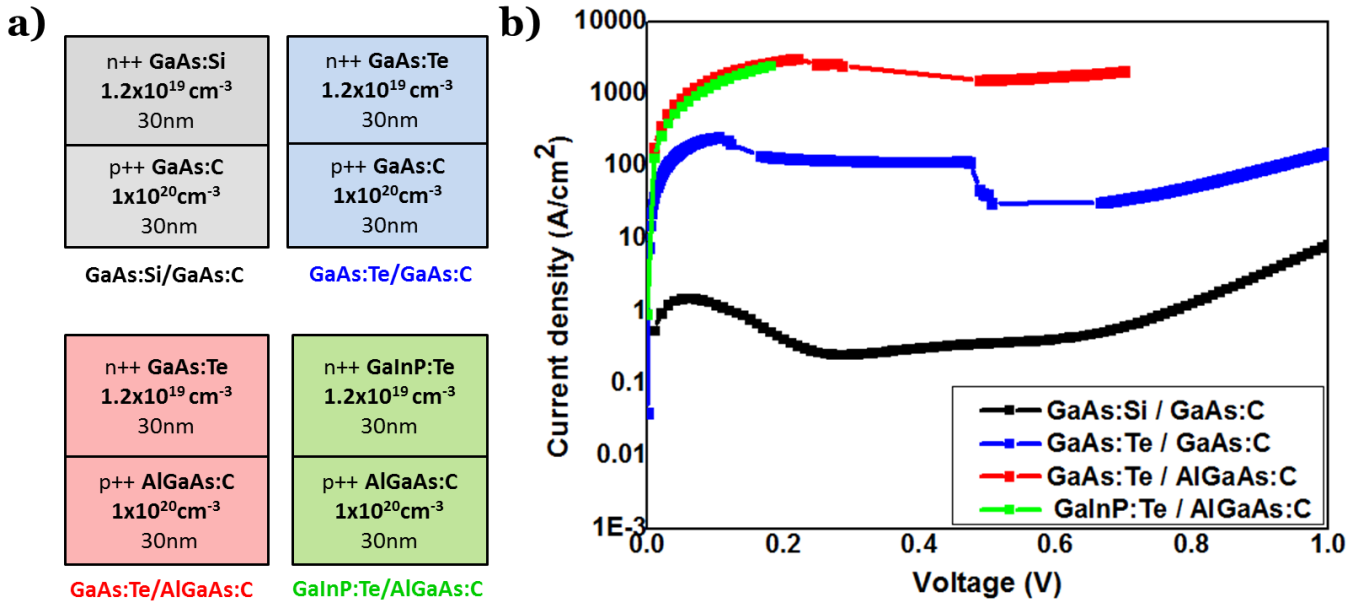 a)
n++ GaAs:Si
1.2x10¹⁹ cm⁻³
30nm
p++ GaAs:C
1x10²⁰cm⁻³
30nm
GaAs:Si/GaAs:C
n++ GaAs:Te
1.2x10¹⁹ cm⁻³
30nm
p++ GaAs:C
1x10²⁰cm⁻³
30nm
GaAs:Te/GaAs:C
n++ GaAs:Te
1.2x10¹⁹ cm⁻³
30nm
p++ AlGaAs:C
1x10²⁰cm⁻³
30nm
GaAs:Te/AlGaAs:C
n++ GaInP:Te
1.2x10¹⁹ cm⁻³
30nm
p++ AlGaAs:C
1x10²⁰cm⁻³
30nm
GaInP:Te/AlGaAs:C
b)
Current density (A/cm²)
10000
1000
100
10
1
0.1
0.01
1E-3
0.0
0.2
0.4
0.6
0.8
1.0
Voltage (V)
GaAs:Si / GaAs:C
GaAs:Te / GaAs:C
GaAs:Te / AlGaAs:C
GaInP:Te / AlGaAs:C